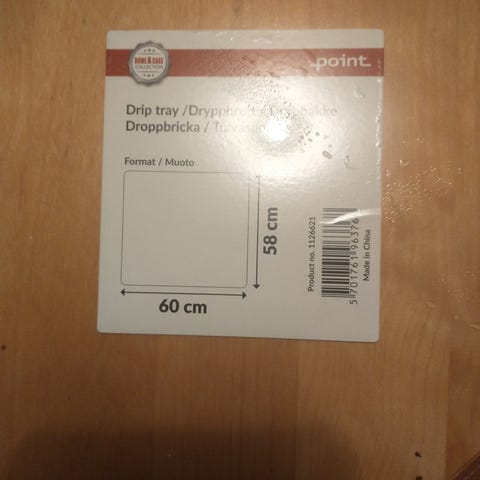 HOME & CARE
COLLECTION
point
Drip tray / Dryppbrett /
Droppbricka /
Format / Muoto
58 cm
60 cm
Product no. 1126621
Made in China